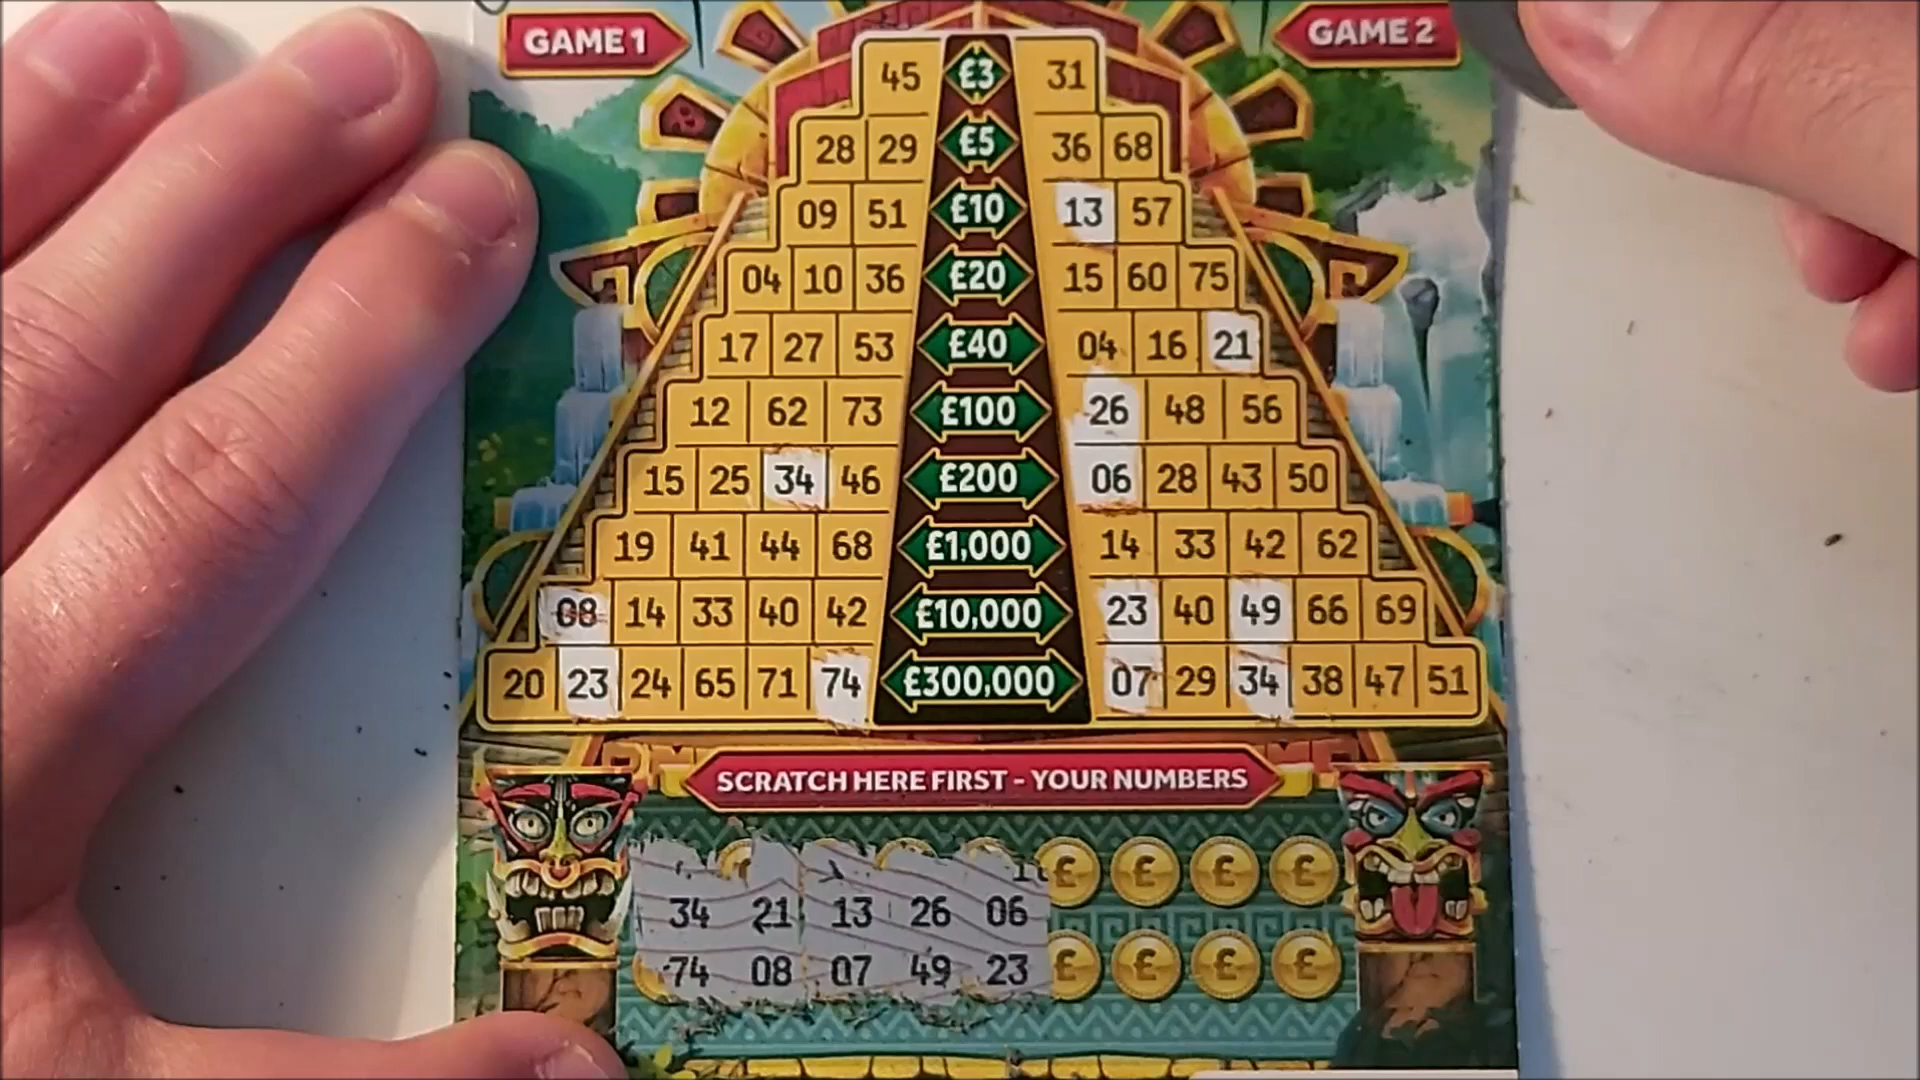 GAME 1 GAME 2
45 £3 31
28 29 £5 36 68
09 51 £10 13 57
04 10 36 £20 15 60 75
17 27 53 £40 04 16 21
12 62 73 £100 26 48 56
15 25 34 46 £200 06 28 43 50
19 41 44 68 £1,000 14 33 42 62
08 14 33 40 42 £10,000 23 40 49 66 69
20 23 24 65 71 74 £300,000 07 29 34 38 47 51
SCRATCH HERE FIRST - YOUR NUMBERS
£ £ £ £
34 21 13 26 06
74 08 07 49 23
£ £ £ £